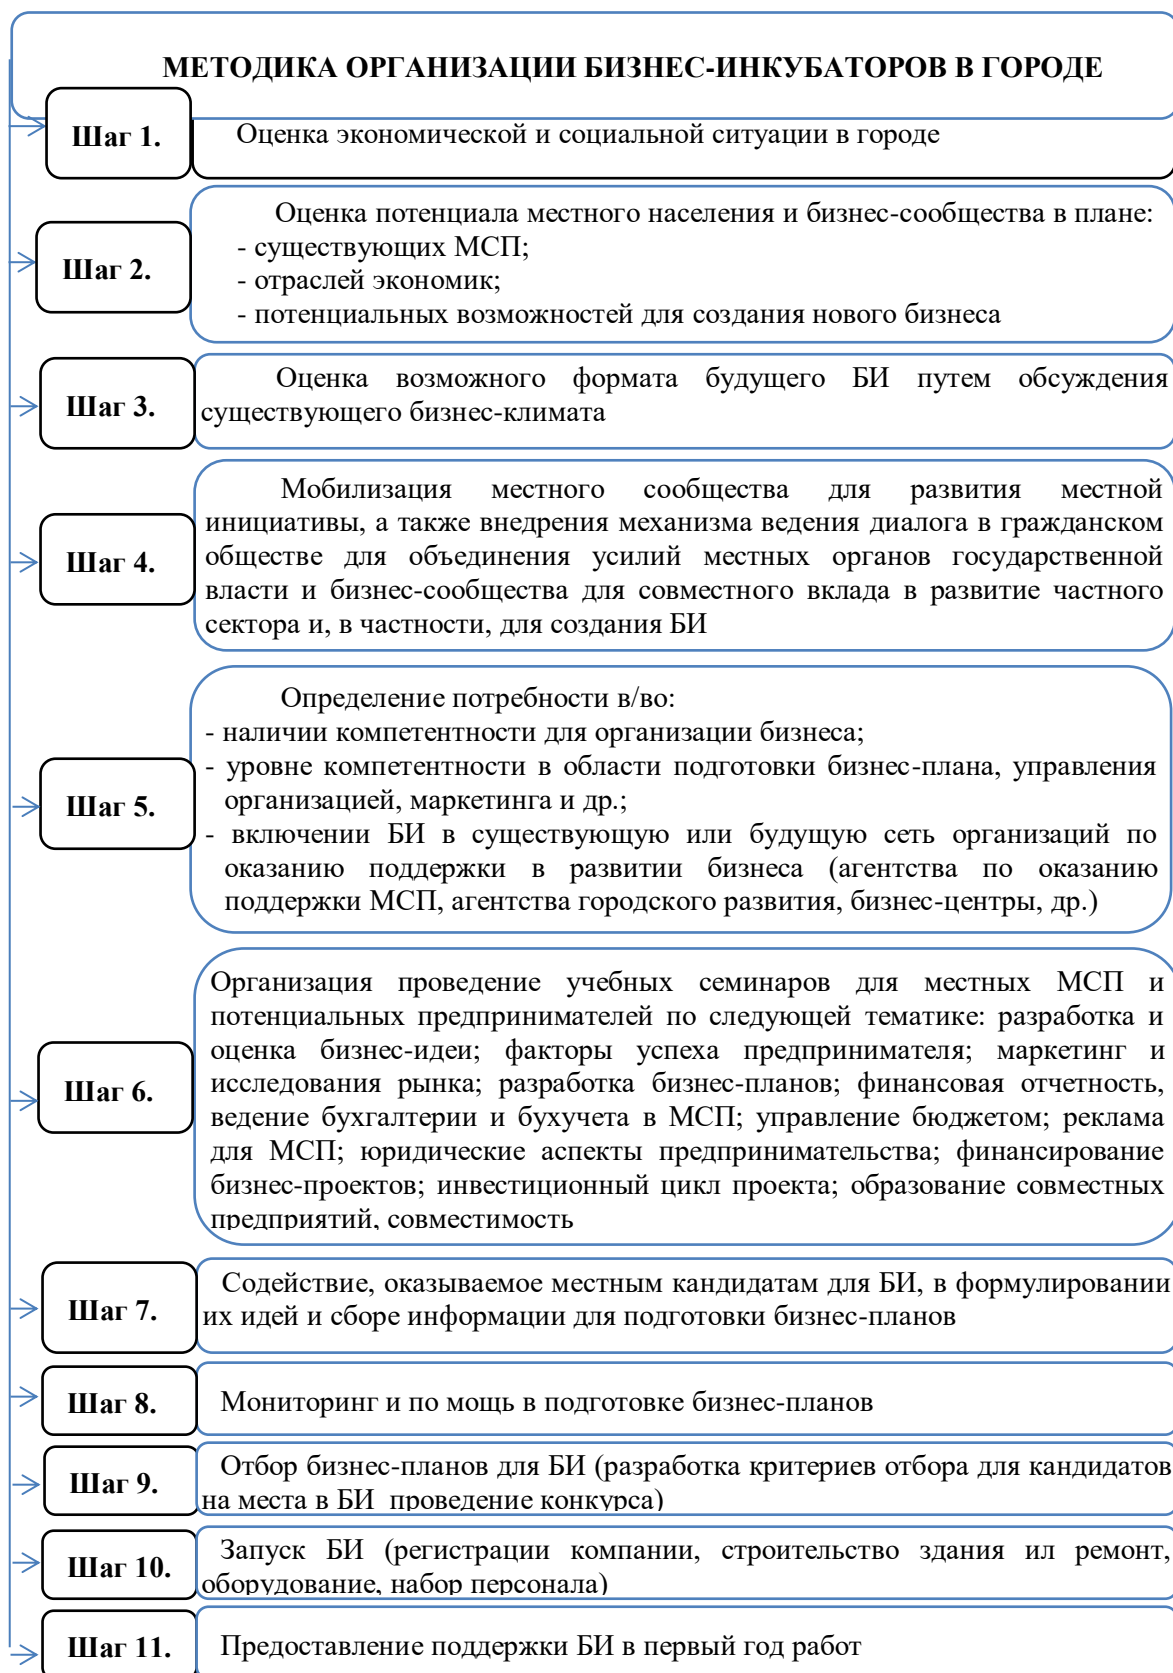 МЕТОДИКА ОРГАНИЗАЦИИ БИЗНЕС-ИНКУБАТОРОВ В ГОРОДЕ
Шаг 1.
Оценка экономической и социальной ситуации в городе
Шаг 2.
Оценка потенциала местного населения и бизнес-сообщества в плане:
- существующих МСП;
- отраслей экономик;
- потенциальных возможностей для создания нового бизнеса
Шаг 3.
Оценка возможного формата будущего БИ путем обсуждения
существующего бизнес-климата
Шаг 4.
Мобилизация местного сообщества для развития местной
инициативы, а также внедрения механизма ведения диалога в гражданском
обществе для объединения усилий местных органов государственной
власти и бизнес-сообщества для совместного вклада в развитие частного
сектора и, в частности, для создания БИ
Шаг 5.
Определение потребности в/во:
- наличии компетентности для организации бизнеса;
- уровне компетентности в области подготовки бизнес-плана, управления
организацией, маркетинга и др.;
- включении БИ в существующую или будущую сеть организаций по
оказанию поддержки в развитии бизнеса (агентства по оказанию
поддержки МСП, агентства городского развития, бизнес-центры, др.)
Шаг 6.
Организация проведение учебных семинаров для местных МСП и
потенциальных предпринимателей по следующей тематике: разработка и
оценка бизнес-идеи; факторы успеха предпринимателя; маркетинг и
исследования рынка; разработка бизнес-планов; финансовая отчетность,
ведение бухгалтерии и бухучета в МСП; управление бюджетом; реклама
для МСП; юридические аспекты предпринимательства; финансирование
бизнес-проектов; инвестиционный цикл проекта; образование совместных
предприятий, совместимость
Шаг 7.
Содействие, оказываемое местным кандидатам для БИ, в формулировании
их идей и сборе информации для подготовки бизнес-планов
Шаг 8.
Мониторинг и по мощь в подготовке бизнес-планов
Шаг 9.
Отбор бизнес-планов для БИ (разработка критериев отбора для кандидатов
на места в БИ проведение конкурса)
Шаг 10.
Запуск БИ (регистрации компании, строительство здания ил ремонт,
оборудование, набор персонала)
Шаг 11.
Предоставление поддержки БИ в первый год работ